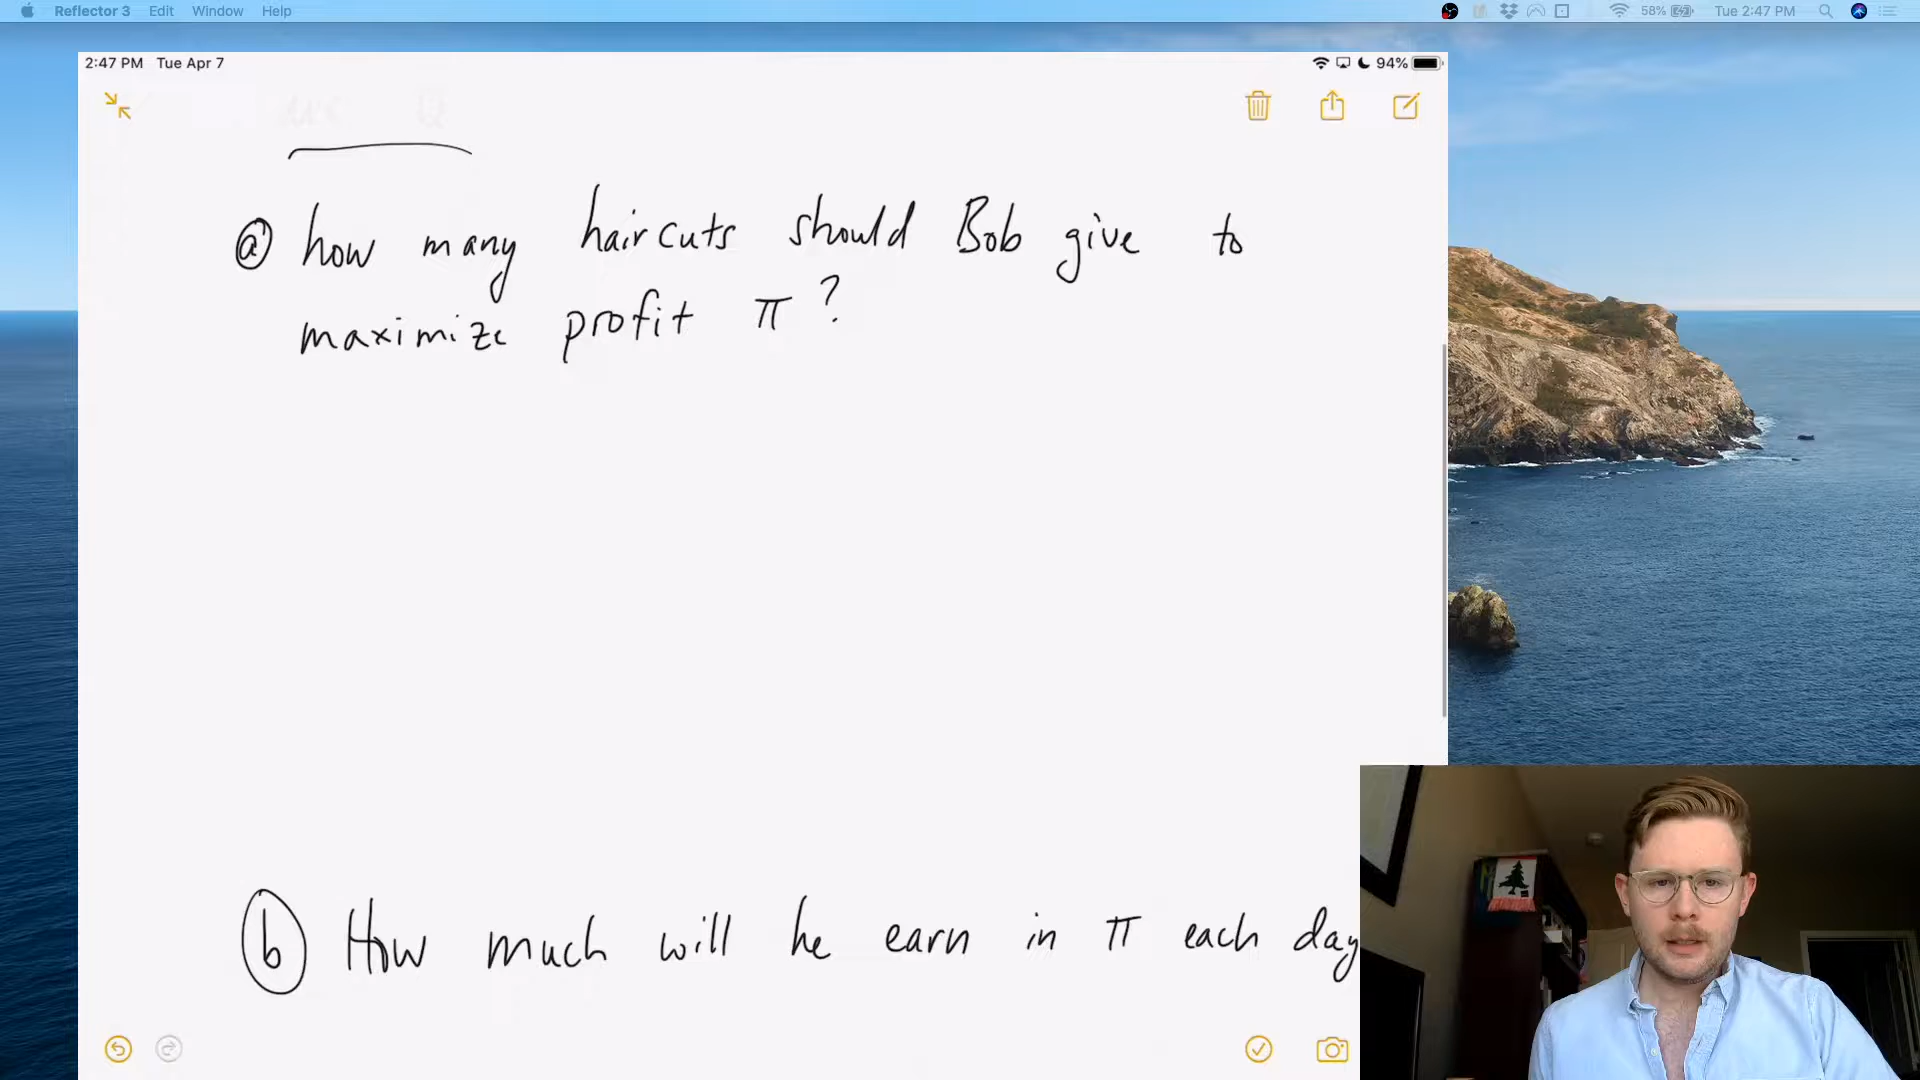 Reflector 3 Edit Window Help 58% Tue 2:47 PM
2:47 PM Tue Apr 7 94%
ⓐ how many haircuts should Bob give to
maximize profit π ?
ⓑ How much will he earn in π each day